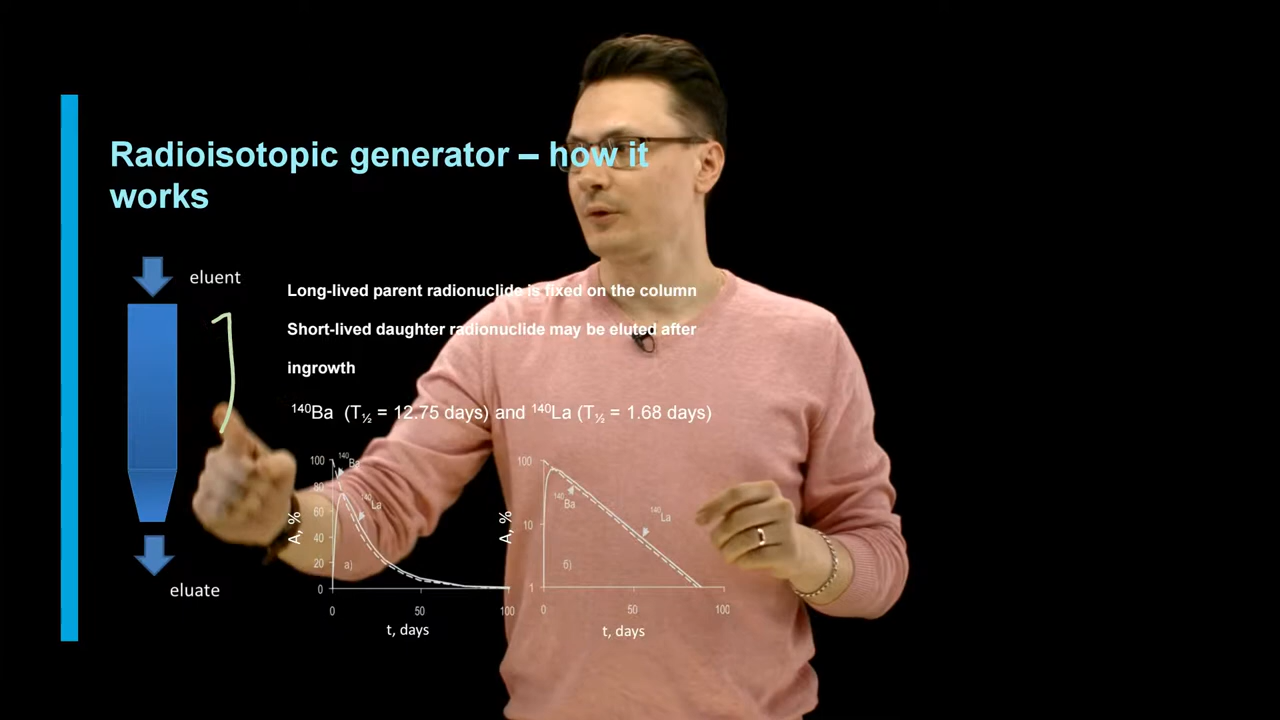 Radioisotopic generator – how it
works
eluent
Long-lived parent radionuclide is fixed on the column
Short-lived daughter radionuclide may be eluted after
ingrowth
¹⁴⁰Ba (T½ = 12.75 days) and ¹⁴⁰La (T½ = 1.68 days)
eluate
100
80
60
40
20
0
A, %
¹⁴⁰Ba
¹⁴⁰La
a)
0 50 100
t, days
100
10
1
A, %
¹⁴⁰Ba
¹⁴⁰La
б)
0 50 100
t, days